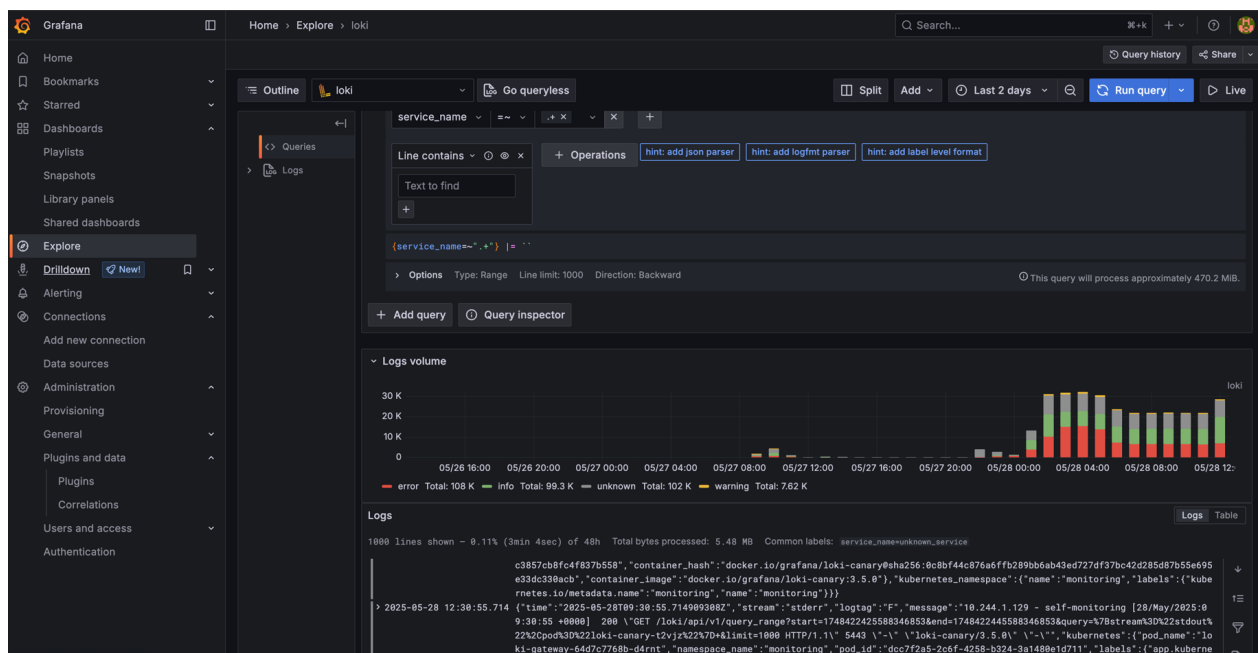 Grafana
Home › Explore › loki
Search...
⌘+k
Home
Bookmarks
Starred
Dashboards
Playlists
Snapshots
Library panels
Shared dashboards
Explore
Drilldown New!
Alerting
Connections
Add new connection
Data sources
Administration
Provisioning
General
Plugins and data
Plugins
Correlations
Users and access
Authentication
Query history
Share
Outline
loki
Go queryless
Split
Add
Last 2 days
Run query
Live
Queries
Logs
service_name =~ .+ ×
Line contains
+ Operations
hint: add json parser
hint: add logfmt parser
hint: add label level format
Text to find
{service_name=~".+"} |= ``
Options Type: Range Line limit: 1000 Direction: Backward
This query will process approximately 470.2 MiB.
+ Add query
Query inspector
Logs volume
loki
30 K
20 K
10 K
0
05/26 16:00 05/26 20:00 05/27 00:00 05/27 04:00 05/27 08:00 05/27 12:00 05/27 16:00 05/27 20:00 05/28 00:00 05/28 04:00 05/28 08:00 05/28 12:
error Total: 108 K info Total: 99.3 K unknown Total: 102 K warning Total: 7.62 K
Logs
Logs Table
1000 lines shown — 0.11% (3min 4sec) of 48h Total bytes processed: 5.48 MB Common labels: service_name=unknown_service
c3857cb8fc4f837b558","container_hash":"docker.io/grafana/loki-canary@sha256:0c8bf44c876a6ffb289bb6ab43ed727df37bc42d285d87b55e695
e33dc330acb","container_image":"docker.io/grafana/loki-canary:3.5.0"},"kubernetes_namespace":{"name":"monitoring","labels":{"kube
rnetes.io/metadata.name":"monitoring","name":"monitoring"}}}
2025-05-28 12:30:55.714 {"time":"2025-05-28T09:30:55.714909308Z","stream":"stderr","logtag":"F","message":"10.244.1.129 - self-monitoring [28/May/2025:0
9:30:55 +0000]  200 \"GET /loki/api/v1/query_range?start=1748422425588346853&end=1748422445588346853&query=%7Bstream%3D%22stdout%
22%2Cpod%3D%22loki-canary-t2vjz%22%7D+&limit=1000 HTTP/1.1\" 5443 \"-\" \"loki-canary/3.5.0\" \"-\"","kubernetes":{"pod_name":"lo
ki-gateway-64d7c7768b-d4rnt","namespace_name":"monitoring","pod_id":"dcc7f2a5-2c6f-4258-b324-3a1480e1d711","labels":{"app.kuberne